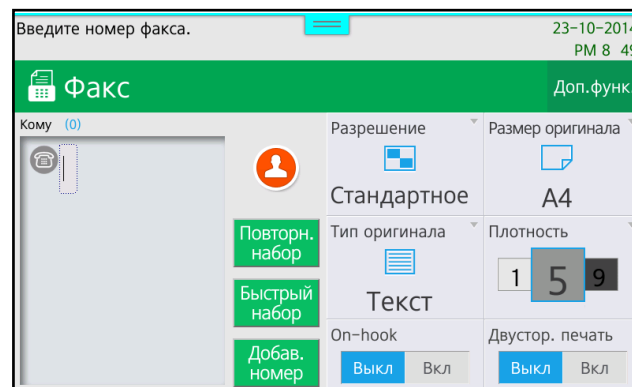 Введите номер факса.
23-10-2014
PM 8 49
Факс
Доп.функ.
Кому (0)
Повторн.
набор
Быстрый
набор
Добав.
номер
Разрешение
Стандартное
Размер оригинала
A4
Тип оригинала
Текст
Плотность
1 5 9
On-hook
Выкл Вкл
Двустор. печать
Выкл Вкл